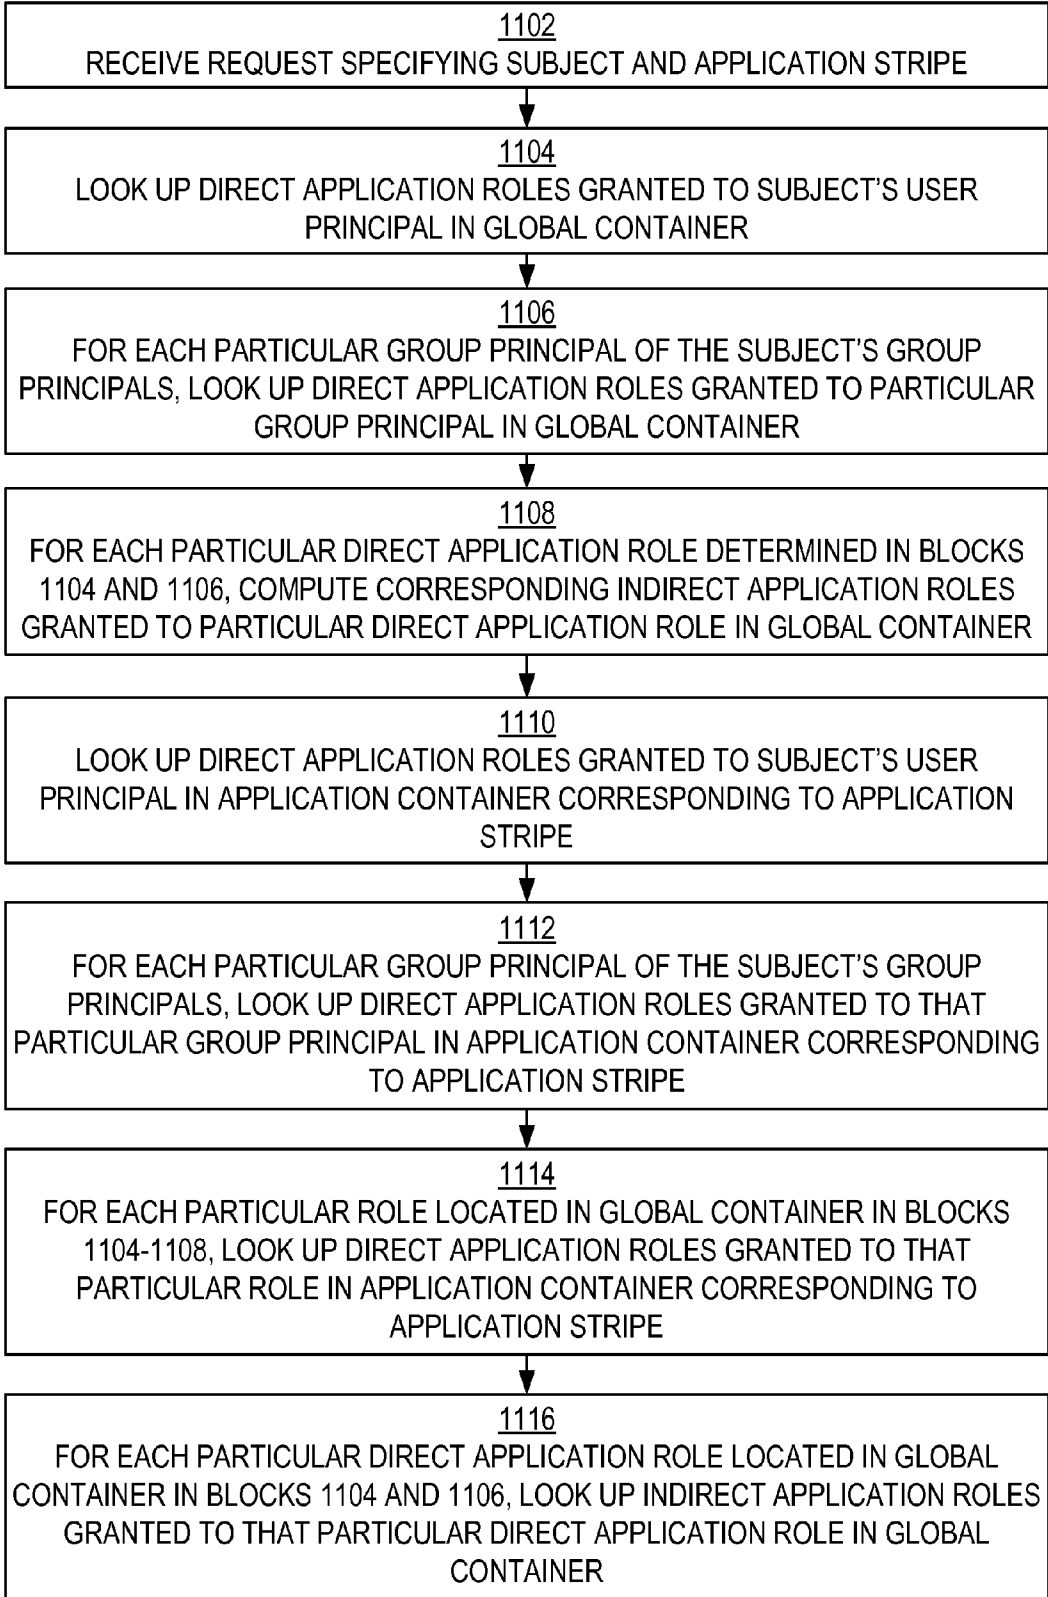 1102
RECEIVE REQUEST SPECIFYING SUBJECT AND APPLICATION STRIPE
1104
LOOK UP DIRECT APPLICATION ROLES GRANTED TO SUBJECT'S USER
PRINCIPAL IN GLOBAL CONTAINER
1106
FOR EACH PARTICULAR GROUP PRINCIPAL OF THE SUBJECT'S GROUP
PRINCIPALS, LOOK UP DIRECT APPLICATION ROLES GRANTED TO PARTICULAR
GROUP PRINCIPAL IN GLOBAL CONTAINER
1108
FOR EACH PARTICULAR DIRECT APPLICATION ROLE DETERMINED IN BLOCKS
1104 AND 1106, COMPUTE CORRESPONDING INDIRECT APPLICATION ROLES
GRANTED TO PARTICULAR DIRECT APPLICATION ROLE IN GLOBAL CONTAINER
1110
LOOK UP DIRECT APPLICATION ROLES GRANTED TO SUBJECT'S USER
PRINCIPAL IN APPLICATION CONTAINER CORRESPONDING TO APPLICATION
STRIPE
1112
FOR EACH PARTICULAR GROUP PRINCIPAL OF THE SUBJECT'S GROUP
PRINCIPALS, LOOK UP DIRECT APPLICATION ROLES GRANTED TO THAT
PARTICULAR GROUP PRINCIPAL IN APPLICATION CONTAINER CORRESPONDING
TO APPLICATION STRIPE
1114
FOR EACH PARTICULAR ROLE LOCATED IN GLOBAL CONTAINER IN BLOCKS
1104-1108, LOOK UP DIRECT APPLICATION ROLES GRANTED TO THAT
PARTICULAR ROLE IN APPLICATION CONTAINER CORRESPONDING TO
APPLICATION STRIPE
1116
FOR EACH PARTICULAR DIRECT APPLICATION ROLE LOCATED IN GLOBAL
CONTAINER IN BLOCKS 1104 AND 1106, LOOK UP INDIRECT APPLICATION ROLES
GRANTED TO THAT PARTICULAR DIRECT APPLICATION ROLE IN GLOBAL
CONTAINER